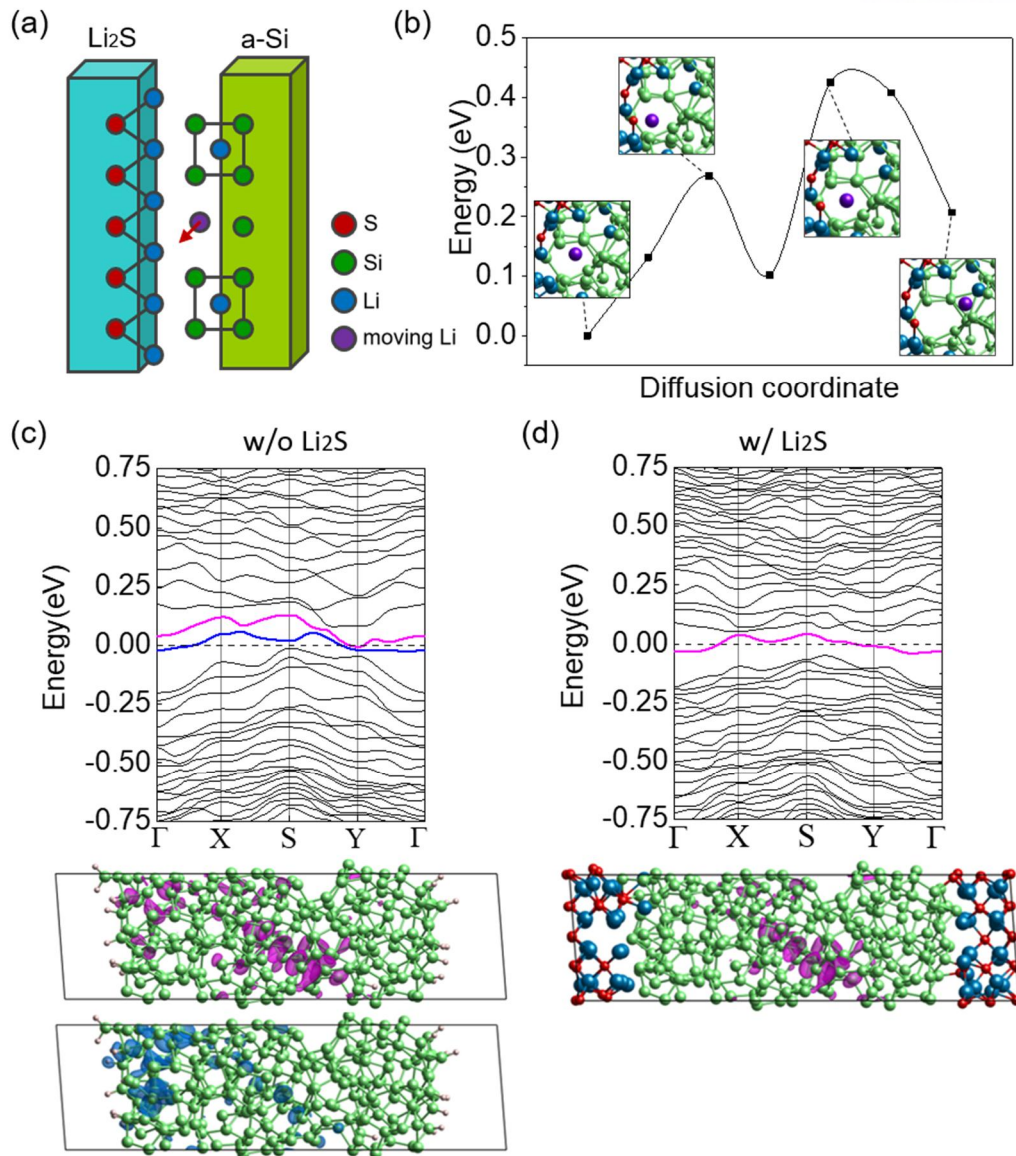 (a)
Li₂S
a-Si
S
Si
Li
moving Li
(b)
Energy (eV)
0.5
0.4
0.3
0.2
0.1
0.0
Diffusion coordinate
(c)
w/o Li₂S
Energy(eV)
0.75
0.50
0.25
0.00
-0.25
-0.50
-0.75
Γ X S Y Γ
(d)
w/ Li₂S
Energy(eV)
0.75
0.50
0.25
0.00
-0.25
-0.50
-0.75
Γ X S Y Γ